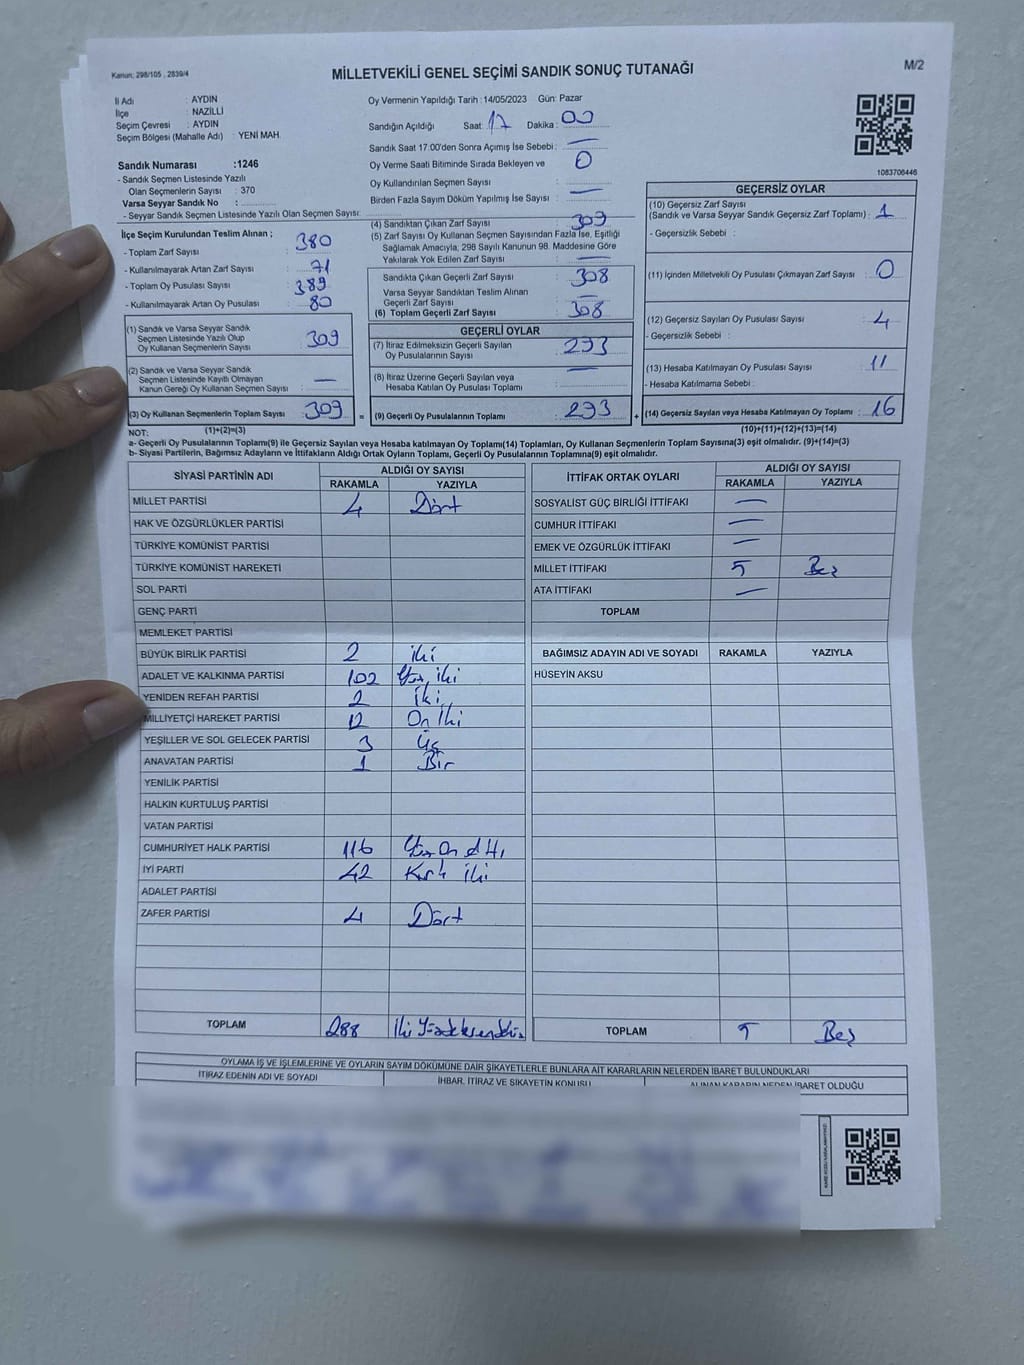 Kanun; 298/105 , 2839/4
MİLLETVEKİLİ GENEL SEÇİMİ SANDIK SONUÇ TUTANAĞI
M/2
İl Adı : AYDIN
İlçe : NAZİLLİ
Seçim Çevresi : AYDIN
Seçim Bölgesi (Mahalle Adı) : YENİ MAH.
Sandık Numarası :1246
- Sandık Seçmen Listesinde Yazılı
Olan Seçmenlerin Sayısı : 370
Varsa Seyyar Sandık No :
- Seyyar Sandık Seçmen Listesinde Yazılı Olan Seçmen Sayısı:
Oy Vermenin Yapıldığı Tarih :14/05/2023 Gün: Pazar
Sandığın Açıldığı Saat: 17 Dakika: 00
Sandık Saat 17:00'den Sonra Açımış İse Sebebi : —
Oy Verme Saati Bitiminde Sırada Bekleyen ve
Oy Kullandırılan Seçmen Sayısı : 0
Birden Fazla Sayım Döküm Yapılmış İse Sayısı : —
1083706446
İlçe Seçim Kurulundan Teslim Alınan ;
- Toplam Zarf Sayısı : 380
- Kullanılmayarak Artan Zarf Sayısı : 71
- Toplam Oy Pusulası Sayısı : 389
- Kullanılmayarak Artan Oy Pusulası : 80
(1) Sandık ve Varsa Seyyar Sandık
Seçmen Listesinde Yazılı Olup
Oy Kullanan Seçmenlerin Sayısı : 309
(2) Sandık ve Varsa Seyyar Sandık
Seçmen Listesinde Kayıtlı Olmayan
Kanun Gereği Oy Kullanan Seçmen Sayısı : —
(3) Oy Kullanan Seçmenlerin Toplam Sayısı : 309 =
(1)+(2)=(3)
(4) Sandıktan Çıkan Zarf Sayısı : 309
(5) Zarf Sayısı Oy Kullanan Seçmen Sayısından Fazla İse, Eşitliği
Sağlamak Amacıyla; 298 Sayılı Kanunun 98. Maddesine Göre
Yakılarak Yok Edilen Zarf Sayısı : —
Sandıkta Çıkan Geçerli Zarf Sayısı : 308
Varsa Seyyar Sandıktan Teslim Alınan
Geçerli Zarf Sayısı : —
(6) Toplam Geçerli Zarf Sayısı : 308
GEÇERLİ OYLAR
(7) İtiraz Edilmeksizin Geçerli Sayılan
Oy Pusulalarının Sayısı : 293
(8) İtiraz Üzerine Geçerli Sayılan veya
Hesaba Katılan Oy Pusulası Toplamı : —
(9) Geçerli Oy Pusulalarının Toplamı : 293 +
GEÇERSİZ OYLAR
(10) Geçersiz Zarf Sayısı
(Sandık ve Varsa Seyyar Sandık Geçersiz Zarf Toplamı) : 1
- Geçersizlik Sebebi :
(11) İçinden Milletvekili Oy Pusulası Çıkmayan Zarf Sayısı : 0
(12) Geçersiz Sayılan Oy Pusulası Sayısı : 4
- Geçersizlik Sebebi :
(13) Hesaba Katılmayan Oy Pusulası Sayısı : 11
- Hesaba Katılmama Sebebi :
(14) Geçersiz Sayılan veya Hesaba Katılmayan Oy Toplamı : 16
(10)+(11)+(12)+(13)=(14)
NOT:
a- Geçerli Oy Pusulalarının Toplamı(9) ile Geçersiz Sayılan veya Hesaba katılmayan Oy Toplamı(14) Toplamları, Oy Kullanan Seçmenlerin Toplam Sayısına(3) eşit olmalıdır. (9)+(14)=(3)
b- Siyasi Partilerin, Bağımsız Adayların ve İttifakların Aldığı Ortak Oyların Toplamı, Geçerli Oy Pusulalarının Toplamına(9) eşit olmalıdır.
SİYASİ PARTİNİN ADI ALDIĞI OY SAYISI
RAKAMLA YAZIYLA
MİLLET PARTİSİ 4 Dört
HAK VE ÖZGÜRLÜKLER PARTİSİ
TÜRKİYE KOMÜNİST PARTİSİ
TÜRKİYE KOMÜNİST HAREKETİ
SOL PARTİ
GENÇ PARTİ
MEMLEKET PARTİSİ
BÜYÜK BİRLİK PARTİSİ 2 iki
ADALET VE KALKINMA PARTİSİ 102 Yüz iki
YENİDEN REFAH PARTİSİ 2 iki
MİLLİYETÇİ HAREKET PARTİSİ 12 On iki
YEŞİLLER VE SOL GELECEK PARTİSİ 3 Üç
ANAVATAN PARTİSİ 1 Bir
YENİLİK PARTİSİ
HALKIN KURTULUŞ PARTİSİ
VATAN PARTİSİ
CUMHURİYET HALK PARTİSİ 116 Yüz On Altı
İYİ PARTİ 42 Kırk iki
ADALET PARTİSİ
ZAFER PARTİSİ 4 Dört
TOPLAM 288 İki Yüzseksensekiz
İTTİFAK ORTAK OYLARI ALDIĞI OY SAYISI
RAKAMLA YAZIYLA
SOSYALİST GÜÇ BİRLİĞİ İTTİFAKI —
CUMHUR İTTİFAKI —
EMEK VE ÖZGÜRLÜK İTTİFAKI —
MİLLET İTTİFAKI 5 Beş
ATA İTTİFAKI —
TOPLAM
BAĞIMSIZ ADAYIN ADI VE SOYADI RAKAMLA YAZIYLA
HÜSEYİN AKSU
TOPLAM 5 Beş
OYLAMA İŞ VE İŞLEMLERİNE VE OYLARIN SAYIM DÖKÜMÜNE DAİR ŞİKAYETLERLE BUNLARA AİT KARARLARIN NELERDEN İBARET BULUNDUKLARI
İTİRAZ EDENİN ADI VE SOYADI
İHBAR, İTİRAZ VE ŞİKAYETİN KONUSU
ALINAN KARARIN NEDEN İBARET OLDUĞU